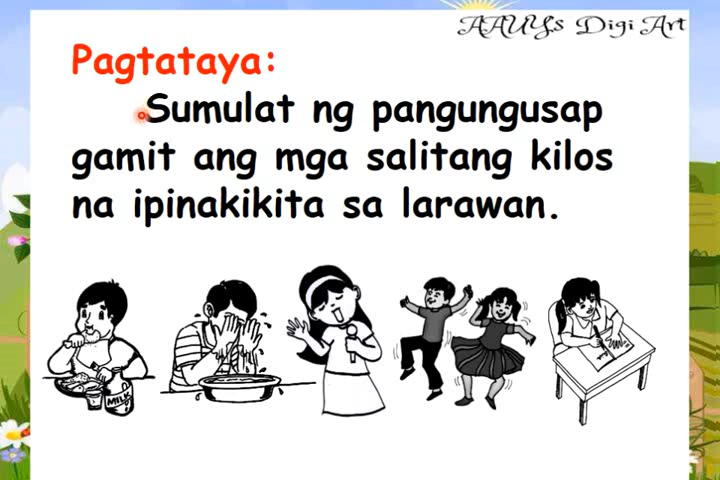 AAUYs Digi Art
Pagtataya:
Sumulat ng pangungusap
gamit ang mga salitang kilos
na ipinakikita sa larawan.
MILK